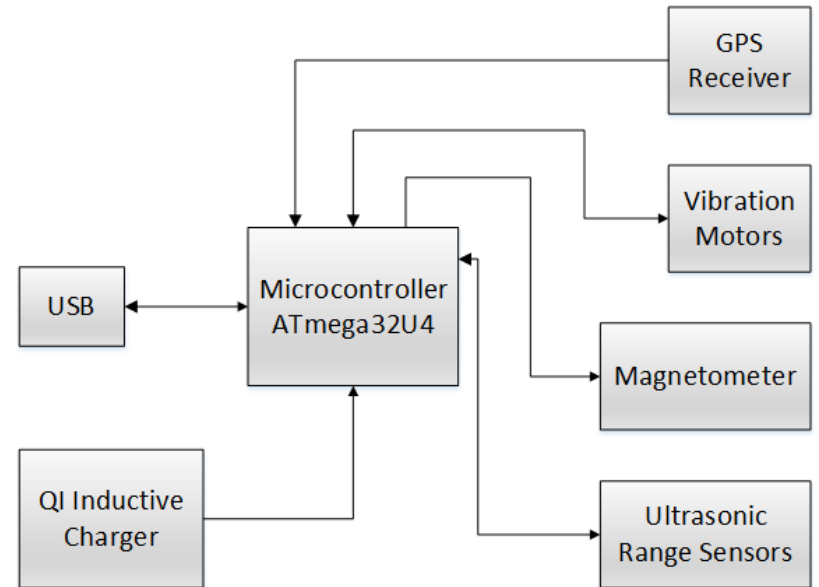 GPS
Receiver
Vibration
Motors
Microcontroller
ATmega32U4
USB
Magnetometer
QI Inductive
Charger
Ultrasonic
Range Sensors